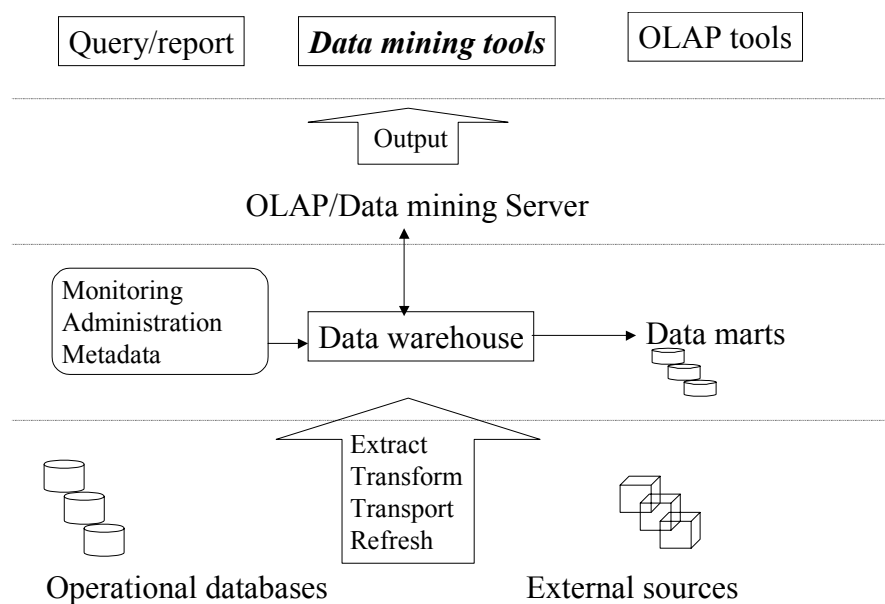 Query/report
Data mining tools
OLAP tools
Output
OLAP/Data mining Server
Monitoring
Administration
Metadata
Data warehouse
Data marts
Extract
Transform
Transport
Refresh
Operational databases
External sources